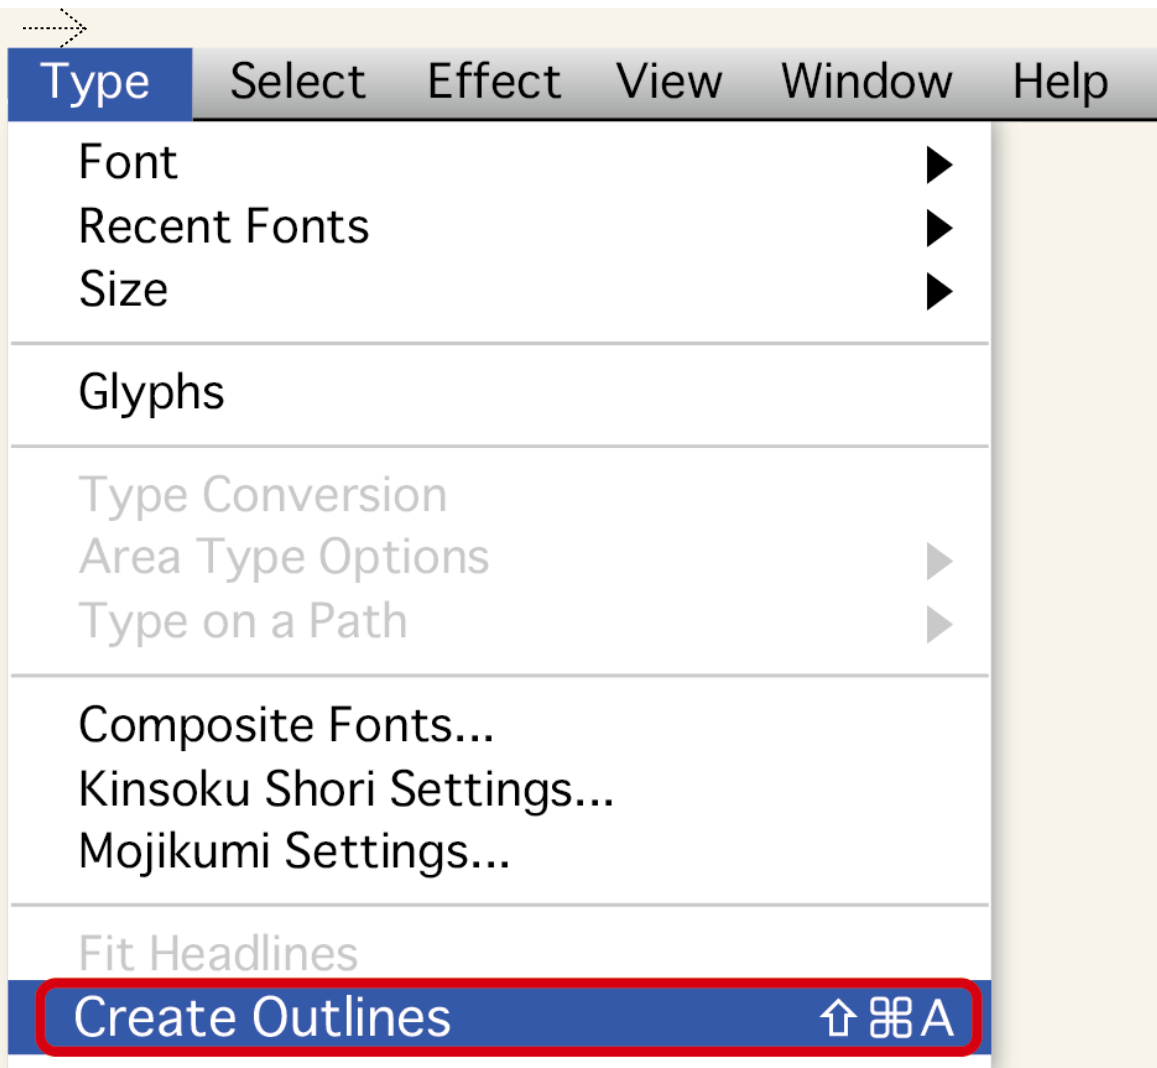 Type Select Effect View Window Help
Font
Recent Fonts
Size
Glyphs
Type Conversion
Area Type Options
Type on a Path
Composite Fonts...
Kinsoku Shori Settings...
Mojikumi Settings...
Fit Headlines
Create Outlines ⇧⌘A